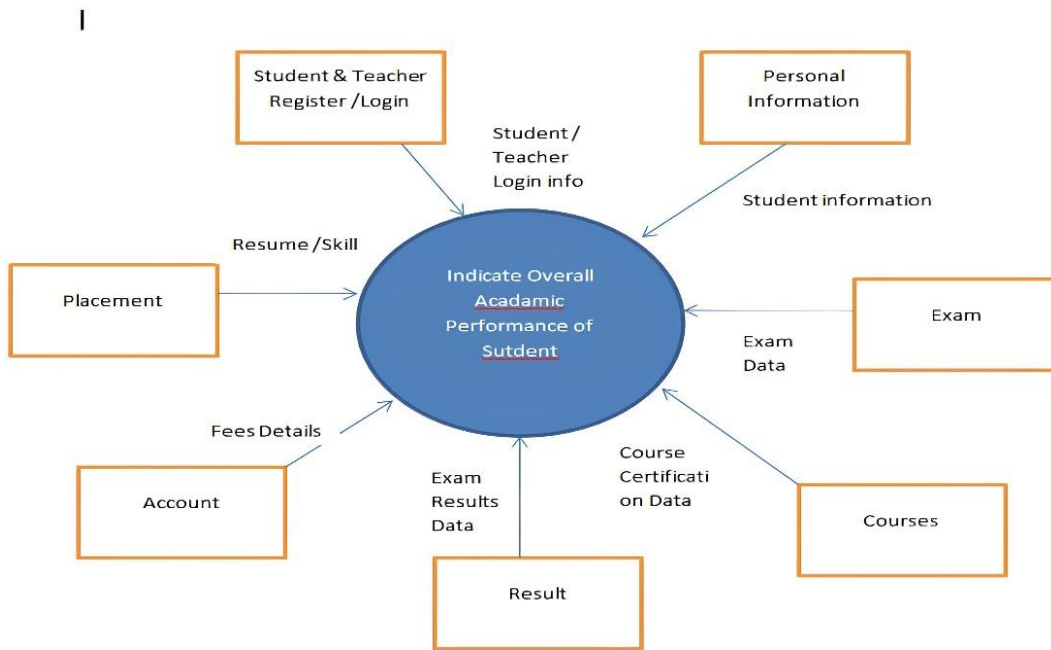 I
Student & Teacher
Register /Login
Personal
Information
Student /
Teacher
Login info
Student information
Resume /Skill
Placement
Indicate Overall
Acadamic
Performance of
Sutdent
Exam
Exam
Data
Fees Details
Account
Exam
Results
Data
Course
Certificati
on Data
Courses
Result